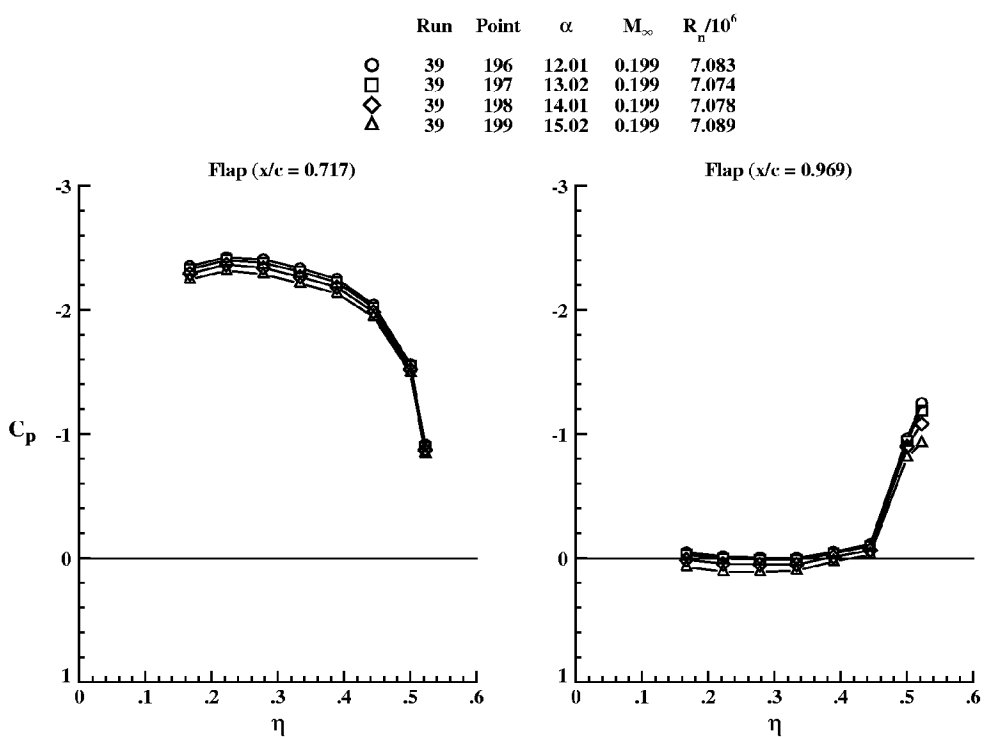 Run Point α M∞ Rn/10^6
39 196 12.01 0.199 7.083
39 197 13.02 0.199 7.074
39 198 14.01 0.199 7.078
39 199 15.02 0.199 7.089
Flap (x/c = 0.717)
-3
-2
-1
0
1
Cp
0 .1 .2 .3 .4 .5 .6
η
Flap (x/c = 0.969)
-3
-2
-1
0
1
0 .1 .2 .3 .4 .5 .6
η